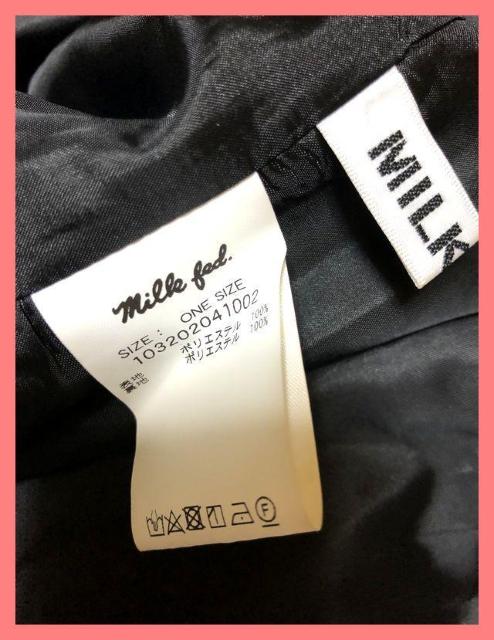 MILK
Milk fed.
SIZE : ONE SIZE
103202041002
表地 ポリエステル 100%
裏地 ポリエステル 100%
F